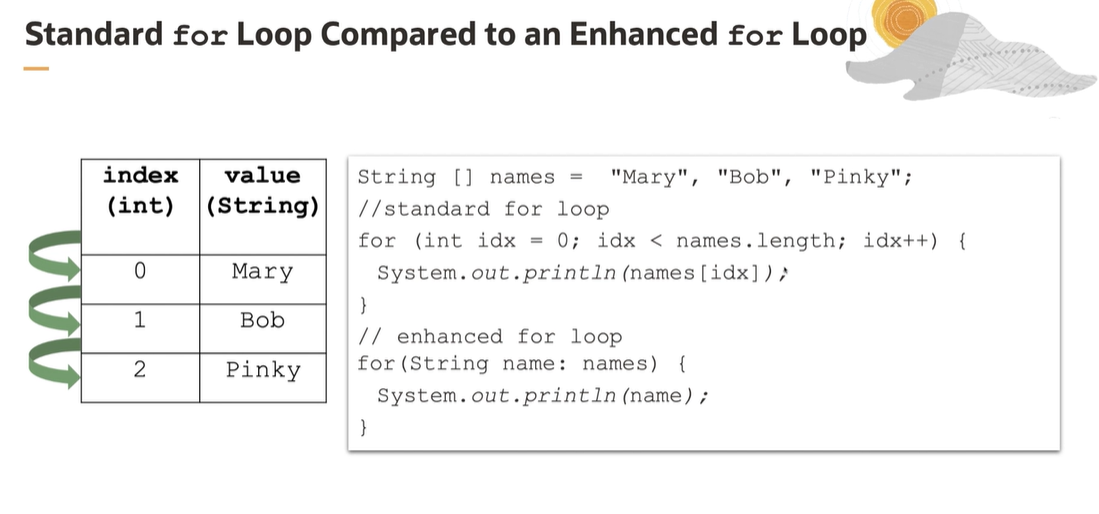 Standard for Loop Compared to an Enhanced for Loop
index value
(int) (String)
0 Mary
1 Bob
2 Pinky
String [] names =  "Mary", "Bob", "Pinky";
//standard for loop
for (int idx = 0; idx < names.length; idx++) {
System.out.println(names[idx]);
}
// enhanced for loop
for(String name: names) {
System.out.println(name);
}